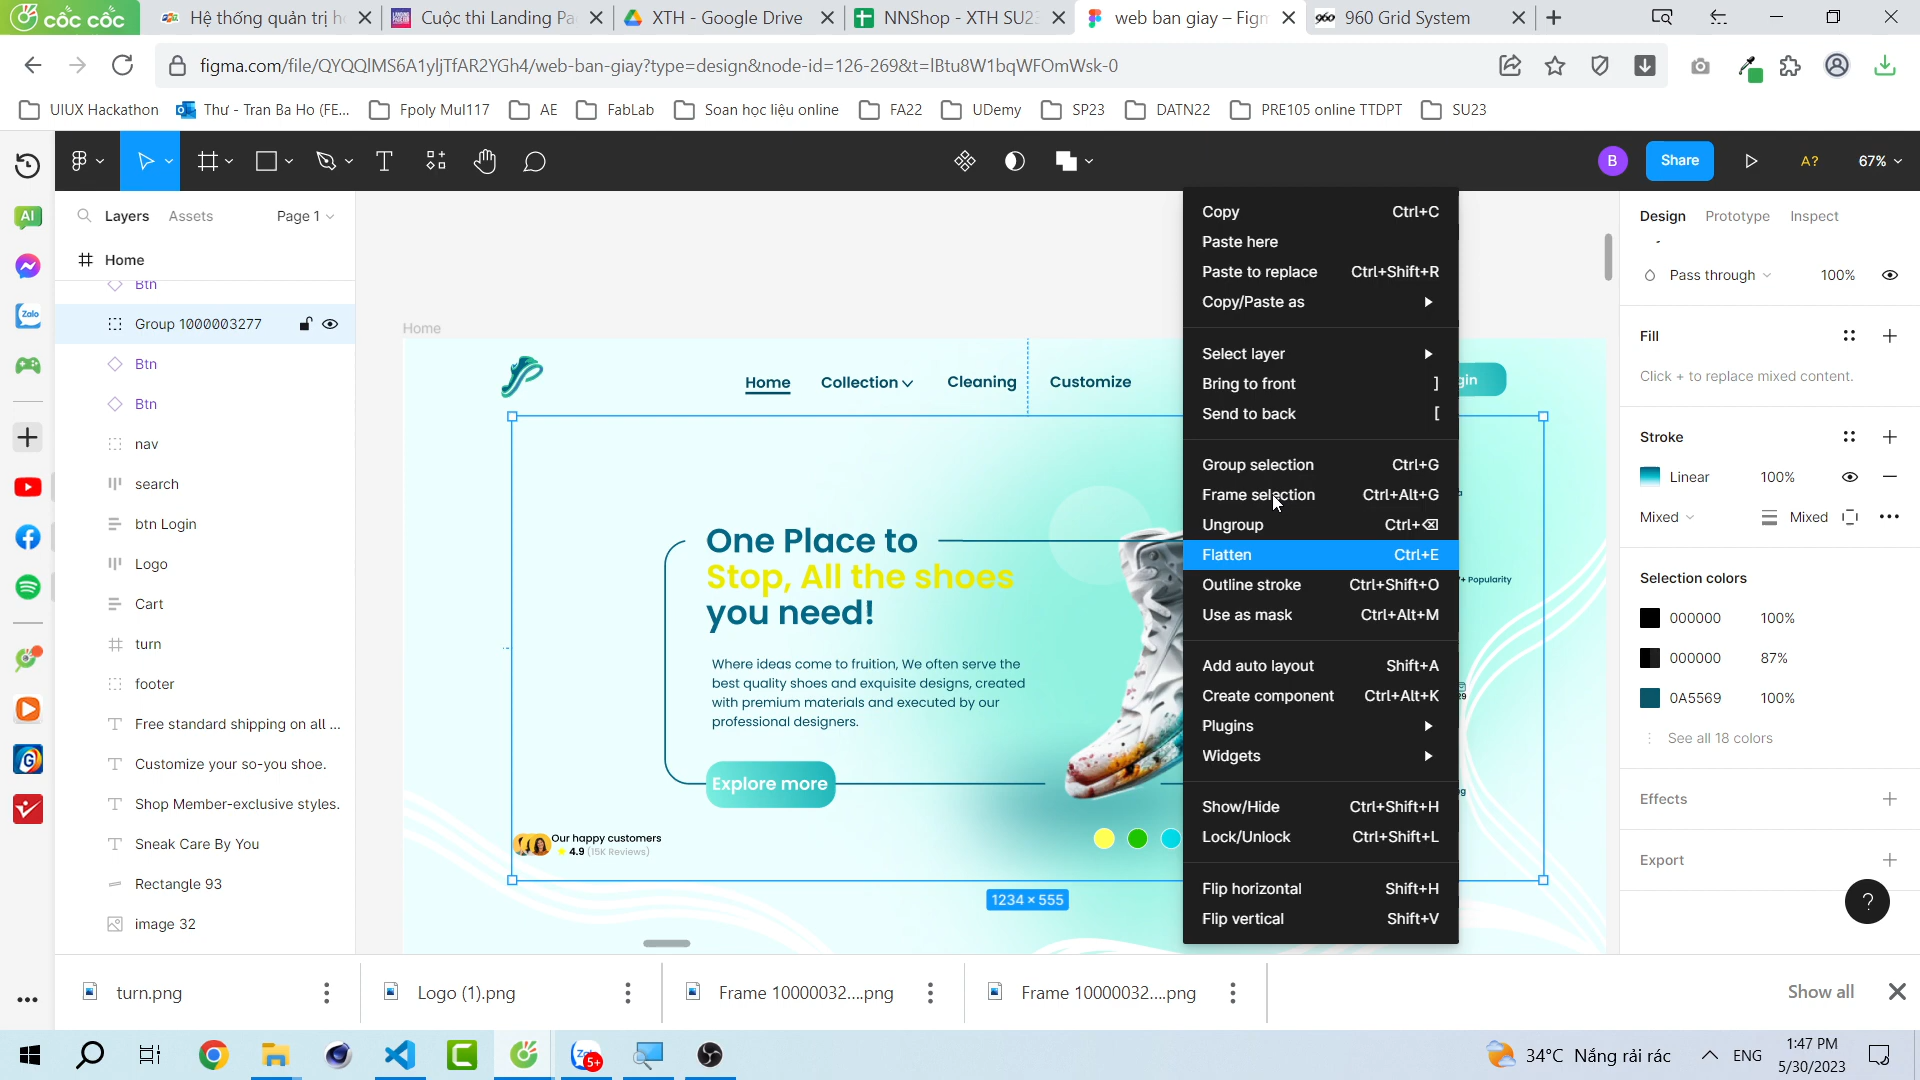 cốc cốc
Hệ thống quản trị h
Cuộc thi Landing Pa
XTH - Google Drive
NNShop - XTH SU23
web ban giay – Figm
960 Grid System
figma.com/file/QYQQlMS6A1yljTfAR2YGh4/web-ban-giay?type=design&node-id=126-269&t=lBtu8W1bqWFOmWsk-0
UIUX Hackathon
Thư - Tran Ba Ho (FE...
Fpoly Mul117
AE
FabLab
Soan học liệu online
FA22
UDemy
SP23
DATN22
PRE105 online TTDPT
SU23
B
Share
A?
67%
Layers
Assets
Page 1
Home
Btn
Group 1000003277
Btn
Btn
nav
search
btn Login
Logo
Cart
turn
footer
Free standard shipping on all ...
Customize your so-you shoe.
Shop Member-exclusive styles.
Sneak Care By You
Rectangle 93
image 32
Home
Home
Collection
Cleaning
Customize
gin
One Place to
Stop, All the shoes
you need!
Where ideas come to fruition, We often serve the
best quality shoes and exquisite designs, created
with premium materials and executed by our
professional designers.
Explore more
Our happy customers
4.9 (15K Reviews)
+ Popularity
1234 × 555
Copy Ctrl+C
Paste here
Paste to replace Ctrl+Shift+R
Copy/Paste as
Select layer
Bring to front ]
Send to back [
Group selection Ctrl+G
Frame selection Ctrl+Alt+G
Ungroup Ctrl+⌫
Flatten Ctrl+E
Outline stroke Ctrl+Shift+O
Use as mask Ctrl+Alt+M
Add auto layout Shift+A
Create component Ctrl+Alt+K
Plugins
Widgets
Show/Hide Ctrl+Shift+H
Lock/Unlock Ctrl+Shift+L
Flip horizontal Shift+H
Flip vertical Shift+V
Design
Prototype
Inspect
Pass through 100%
Fill
Click + to replace mixed content.
Stroke
Linear 100%
Mixed Mixed
Selection colors
000000 100%
000000 87%
0A5569 100%
See all 18 colors
Effects
Export
?
AI
Zalo
turn.png
Logo (1).png
Frame 10000032....png
Frame 10000032....png
Show all
5+
34°C Nắng rải rác
ENG
1:47 PM
5/30/2023